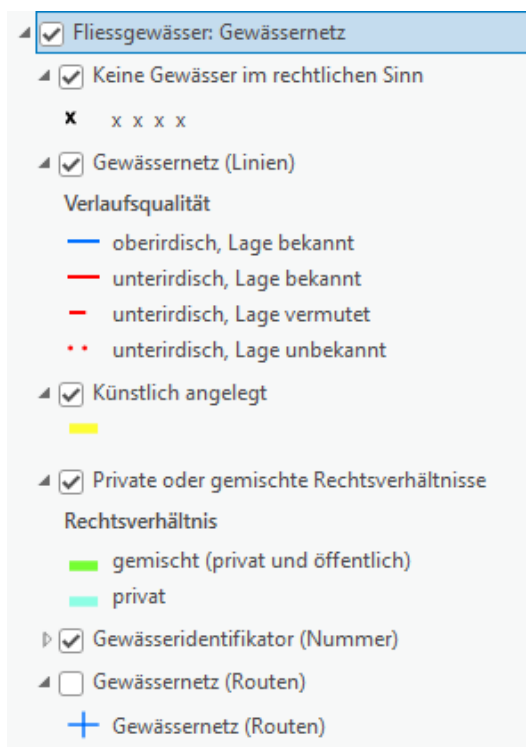 Fliessgewässer: Gewässernetz
Keine Gewässer im rechtlichen Sinn
x x x x x
Gewässernetz (Linien)
Verlaufsqualität
oberirdisch, Lage bekannt
unterirdisch, Lage bekannt
unterirdisch, Lage vermutet
unterirdisch, Lage unbekannt
Künstlich angelegt
Private oder gemischte Rechtsverhältnisse
Rechtsverhältnis
gemischt (privat und öffentlich)
privat
Gewässeridentifikator (Nummer)
Gewässernetz (Routen)
Gewässernetz (Routen)